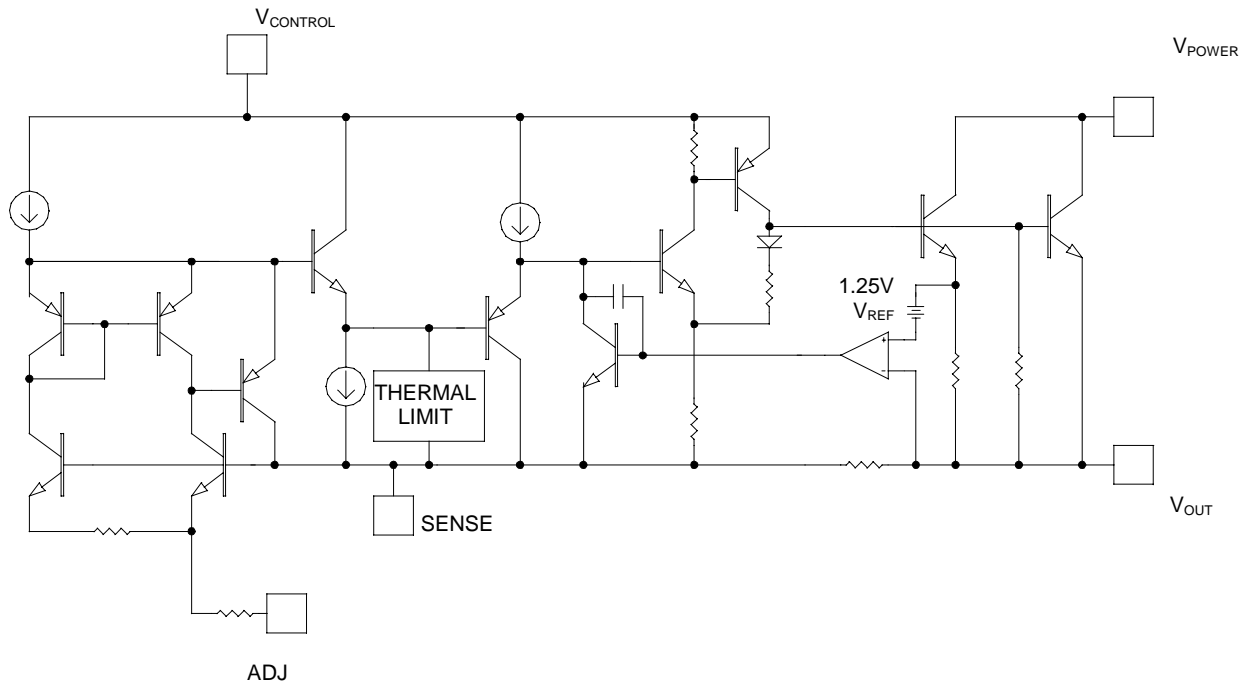 VCONTROL
VPOWER
1.25V
VREF
+
-
THERMAL
LIMIT
SENSE
VOUT
ADJ